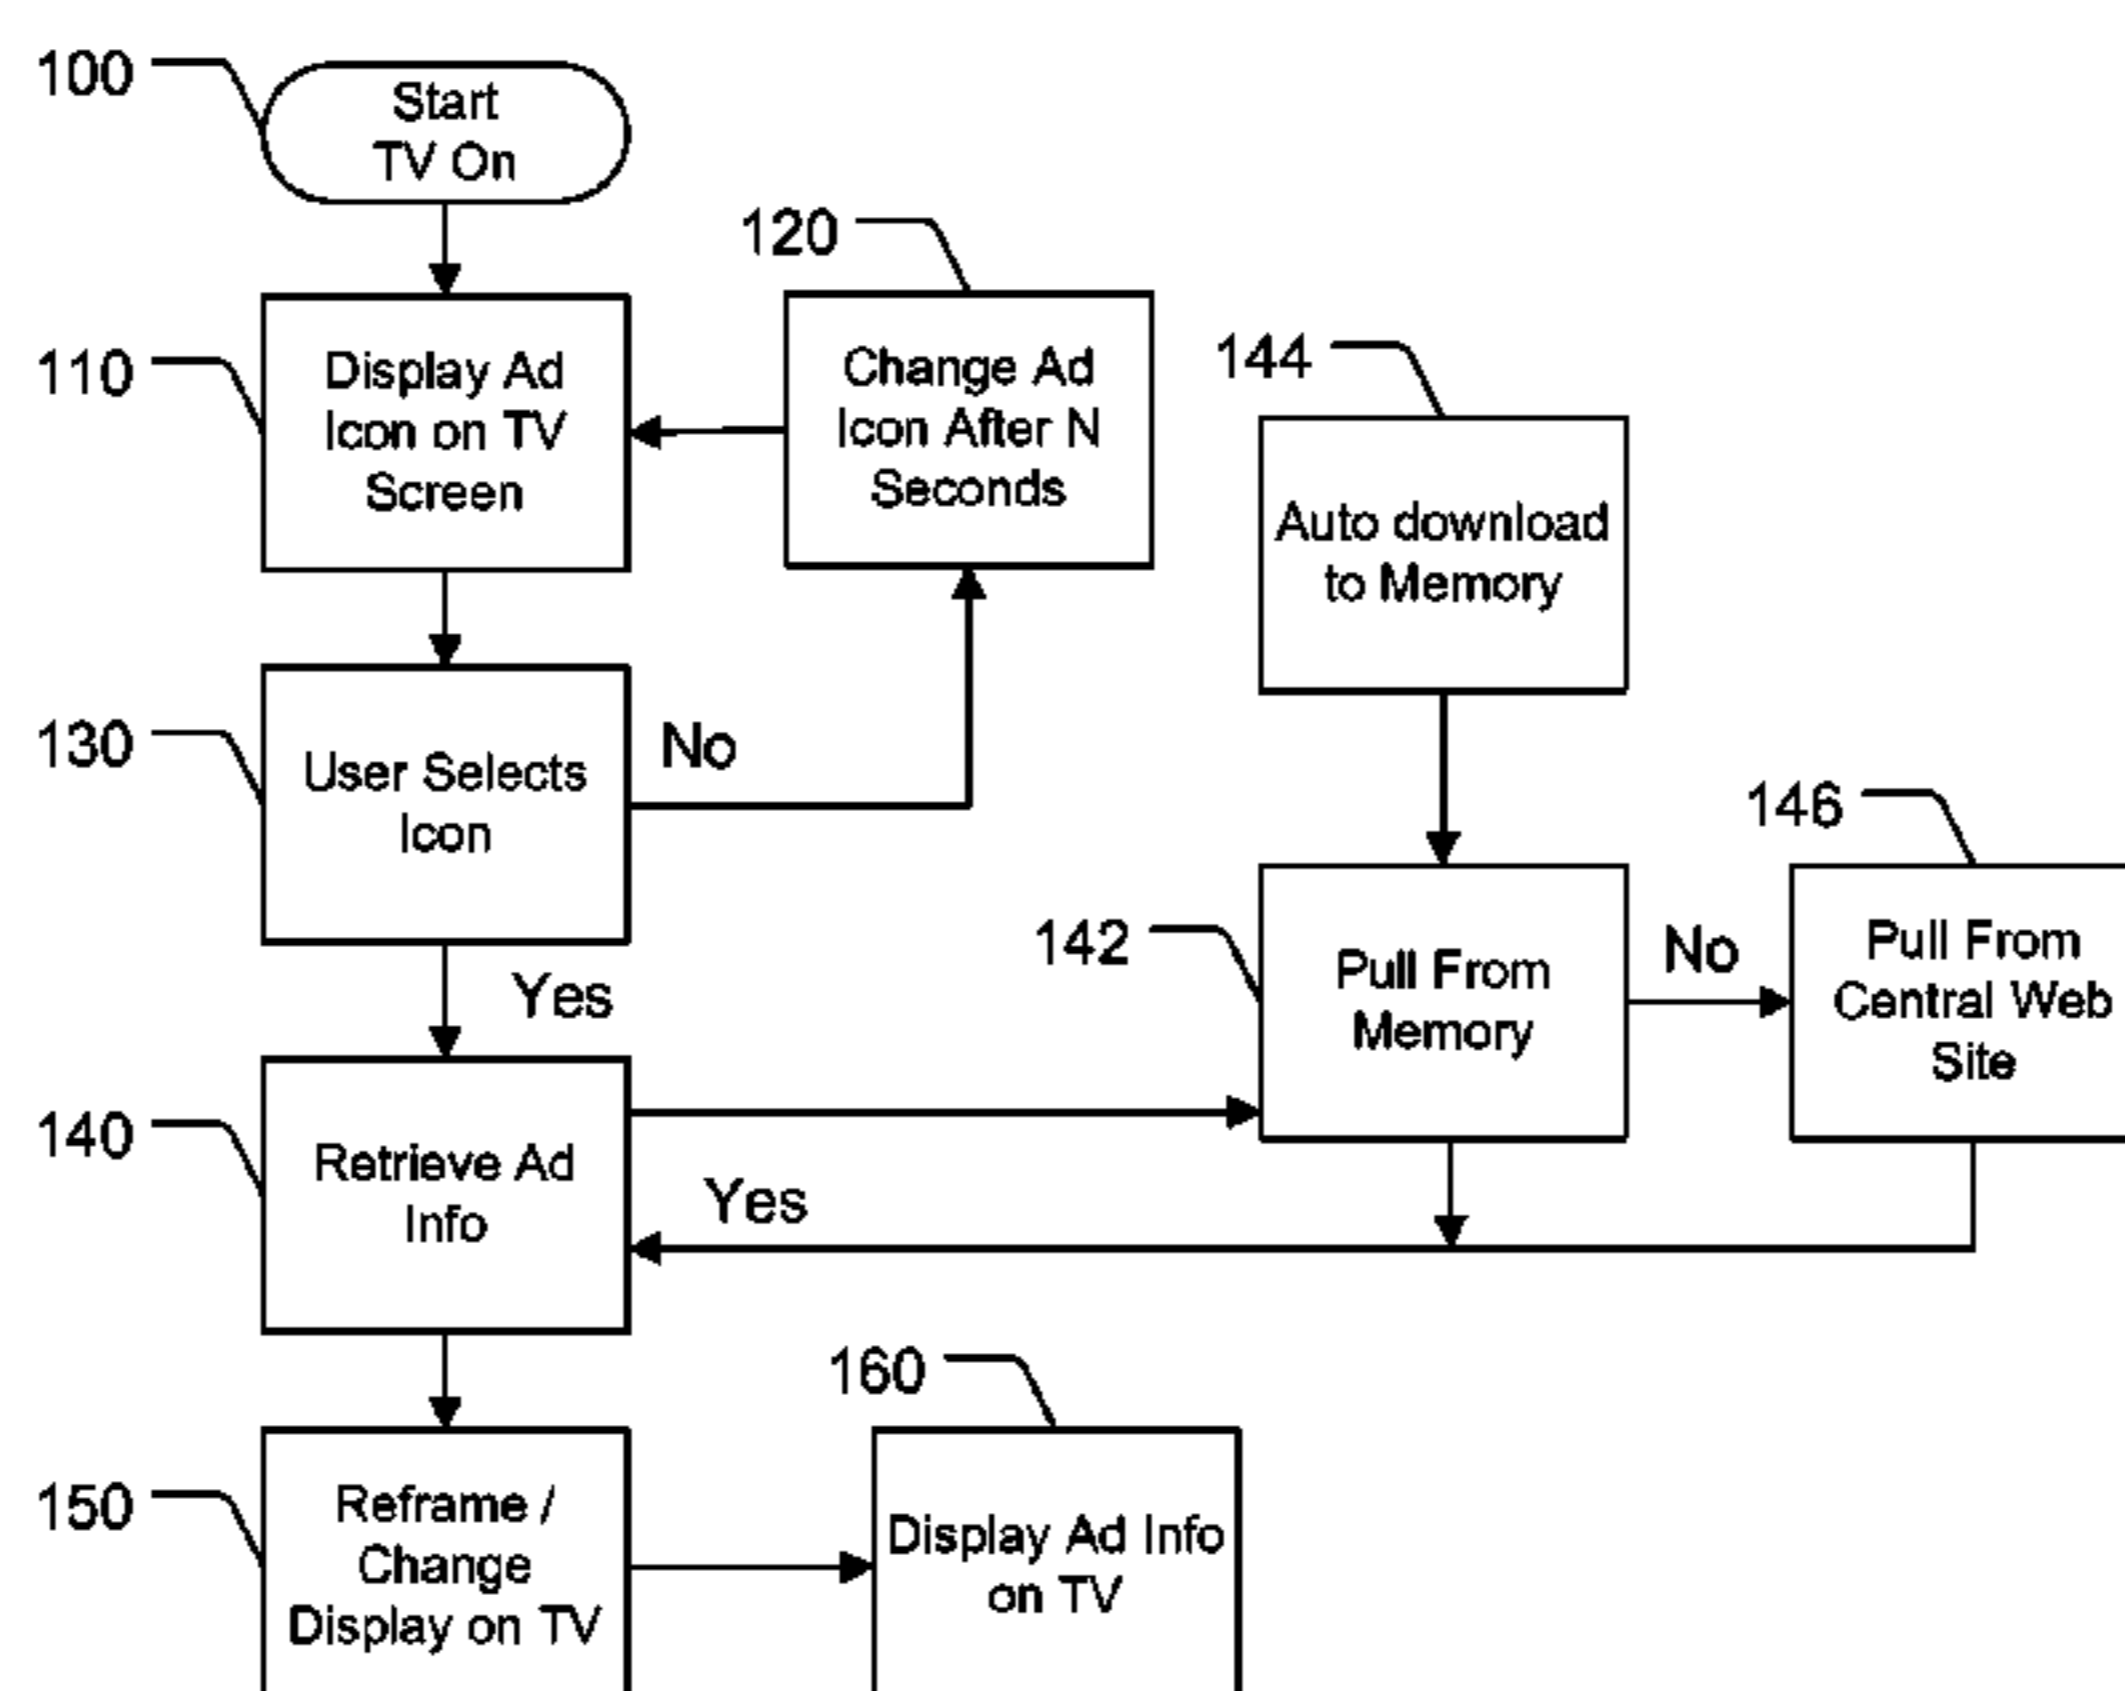 100
Start
TV On
120
110
Display Ad
Icon on TV
Screen
Change Ad
Icon After N
Seconds
144
Auto download
to Memory
130
User Selects
Icon
No
146
142
Pull From
Memory
No
Pull From
Central Web
Site
Yes
140
Retrieve Ad
Info
Yes
160
150
Reframe /
Change
Display on TV
Display Ad Info
on TV